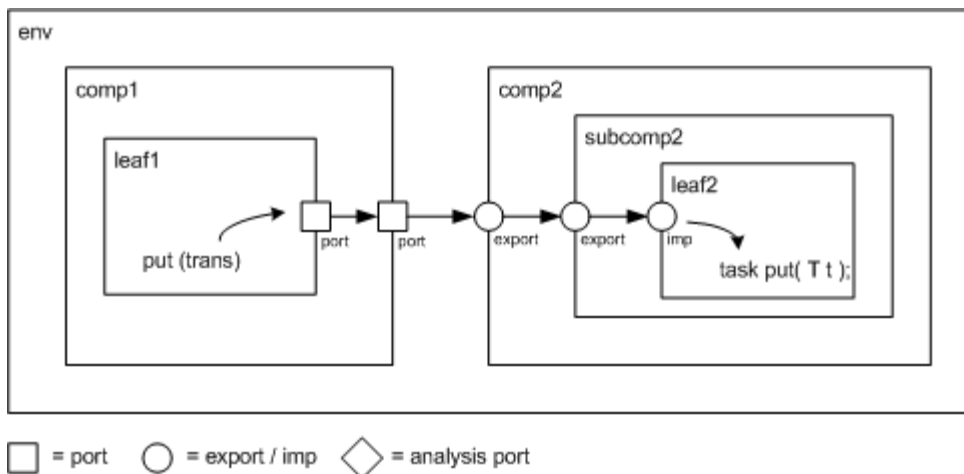 env
comp1
comp2
subcomp2
leaf1
leaf2
port
port
export
export
imp
put (trans)
task put( T t );
= port
= export / imp
= analysis port